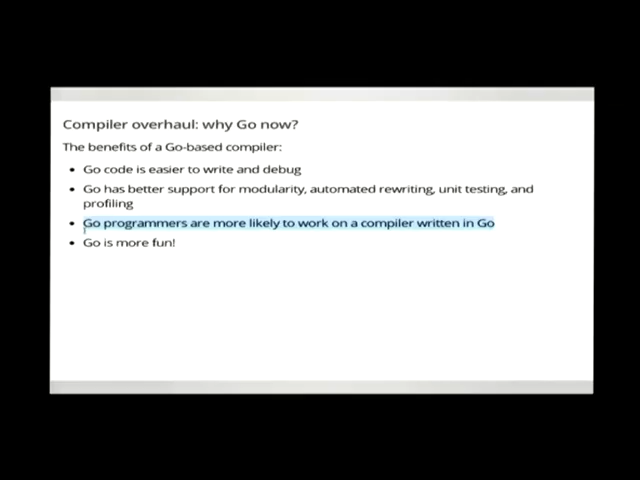 Compiler overhaul: why Go now?
The benefits of a Go-based compiler:
• Go code is easier to write and debug
• Go has better support for modularity, automated rewriting, unit testing, and
profiling
• Go programmers are more likely to work on a compiler written in Go
• Go is more fun!